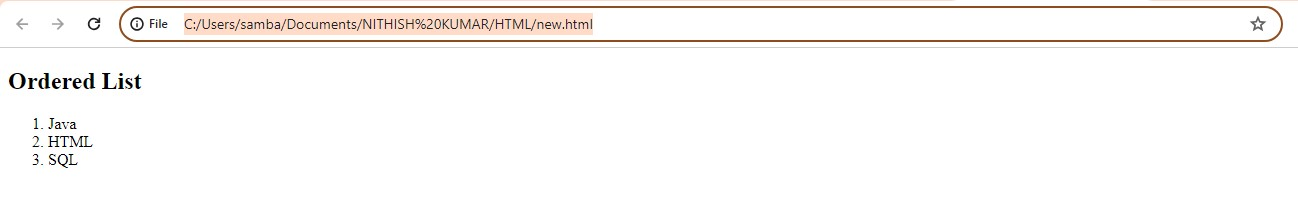 File C:/Users/samba/Documents/NITHISH%20KUMAR/HTML/new.html
Ordered List
1. Java
2. HTML
3. SQL